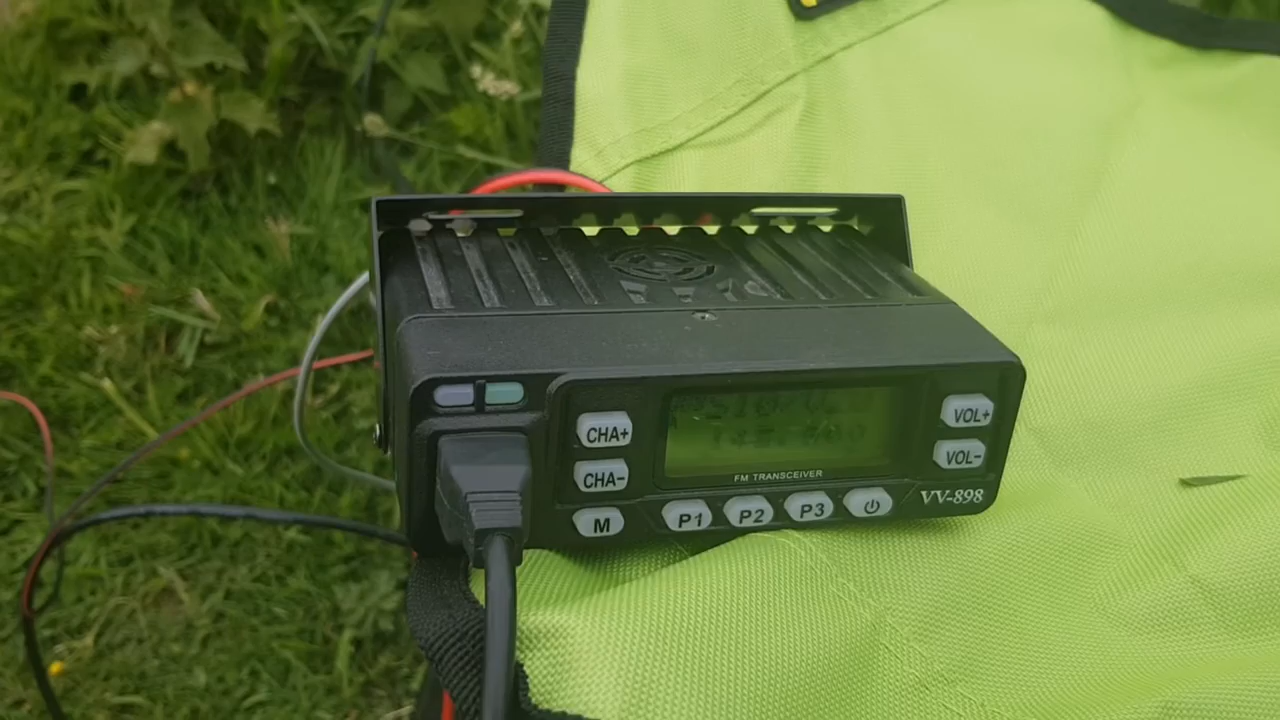 CHA+
VOL+
CHA−
VOL−
FM TRANSCEIVER
VV-898
M
P1
P2
P3